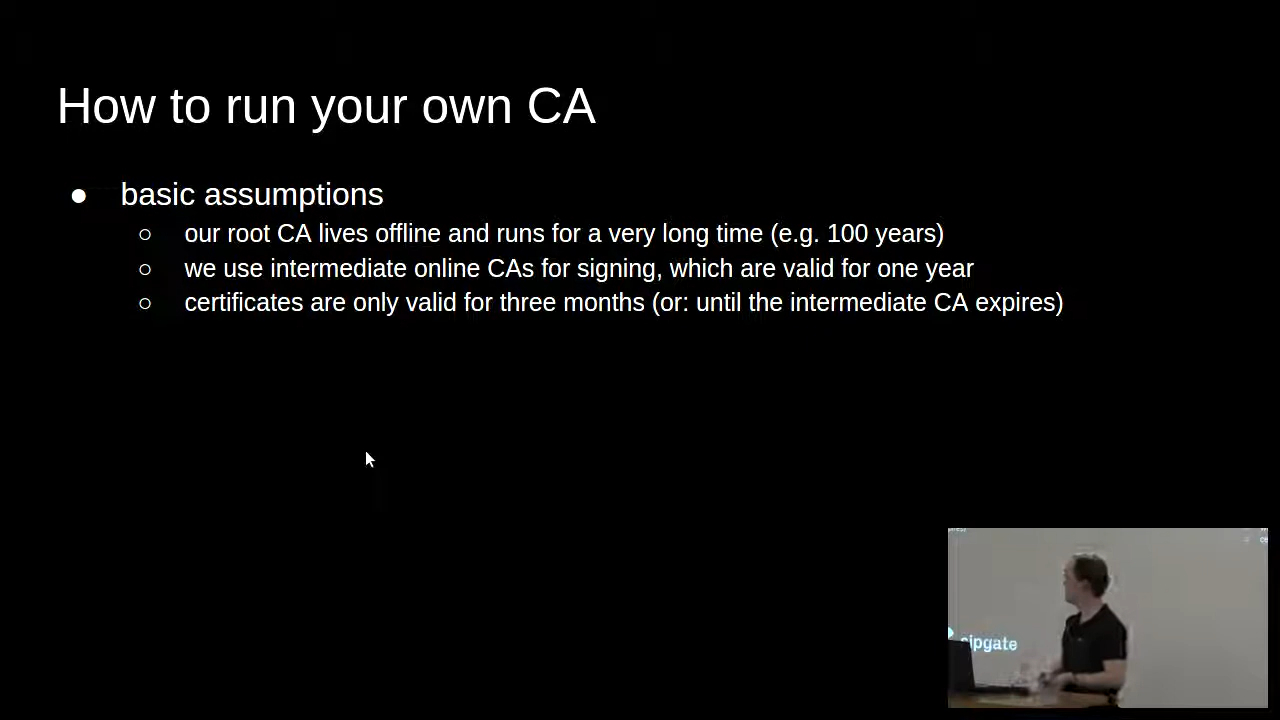 How to run your own CA
● basic assumptions
○ our root CA lives offline and runs for a very long time (e.g. 100 years)
○ we use intermediate online CAs for signing, which are valid for one year
○ certificates are only valid for three months (or: until the intermediate CA expires)
sipgate